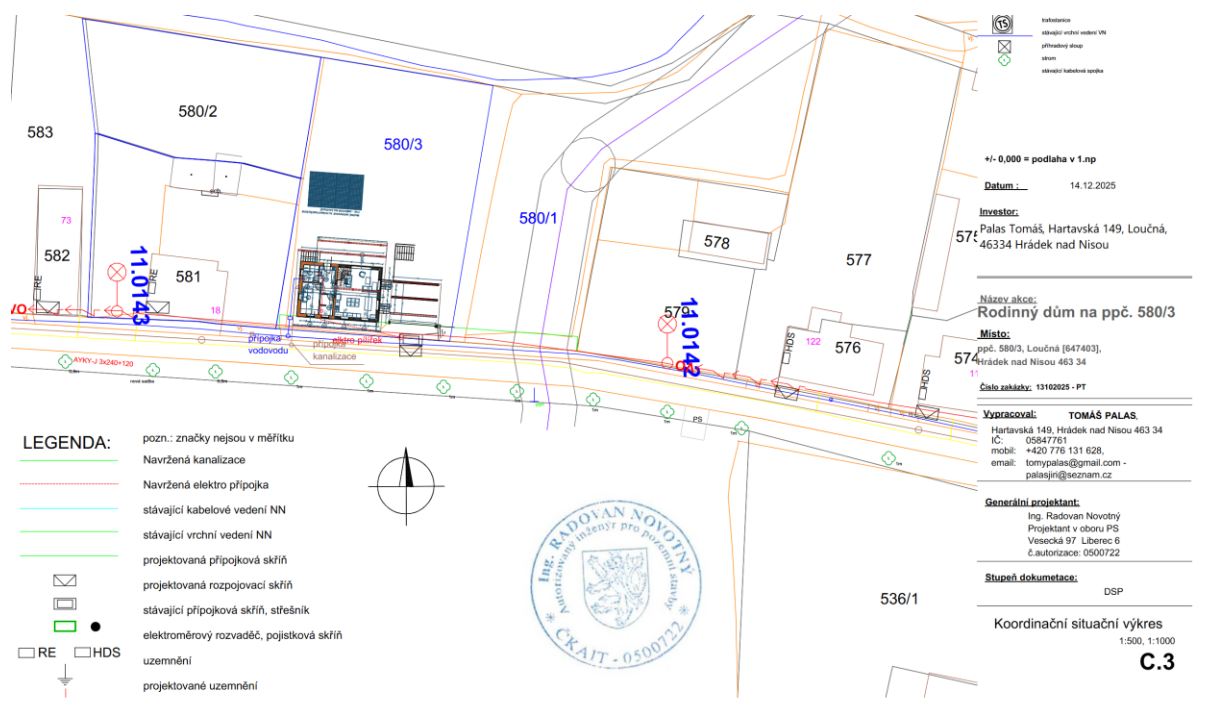 trafostanice
stávající vrchní vedení VN
příhradový sloup
strom
stávající kabelová spojka
TS
583
580/2
580/3
580/1
578
577
575
73
582
RE
11.0143
RE
581
18
VO
579
11.0142
122
HDS
576
HDS
574
11
přípojka
vodovodu
elktro pilířek
přípojka
kanalizace
AYKY-J 3x240+120
PS
536/1
+/- 0,000 = podlaha v 1.np
Datum :
14.12.2025
Investor:
Palas Tomáš, Hartavská 149, Loučná,
46334 Hrádek nad Nisou
Název akce:
Rodinný dům na ppč. 580/3
Místo:
ppč. 580/3, Loučná [647403],
Hrádek nad Nisou 463 34
Číslo zakázky: 13102025 - PT
Vypracoval: TOMÁŠ PALAS,
Hartavská 149, Hrádek nad Nisou 463 34
IČ: 05847761
mobil: +420 776 131 628,
email: tomypalas@gmail.com -
palasjiri@seznam.cz
Generální projektant:
Ing. Radovan Novotný
Projektant v oboru PS
Vesecká 97 Liberec 6
č.autorizace: 0500722
Stupeň dokumetace:
DSP
Koordinační situační výkres
1:500, 1:1000
C.3
LEGENDA:
pozn.: značky nejsou v měřítku
Navržená kanalizace
Navržená elektro přípojka
stávající kabelové vedení NN
stávající vrchní vedení NN
projektovaná přípojková skříň
projektovaná rozpojovací skříň
stávající přípojková skříň, střešník
elektroměrový rozvaděč, pojistková skříň
RE HDS
uzemnění
projektované uzemnění
Ing. RADOVAN NOVOTNÝ
Autorizovaný inženýr pro pozemní stavby
ČKAIT - 0500722